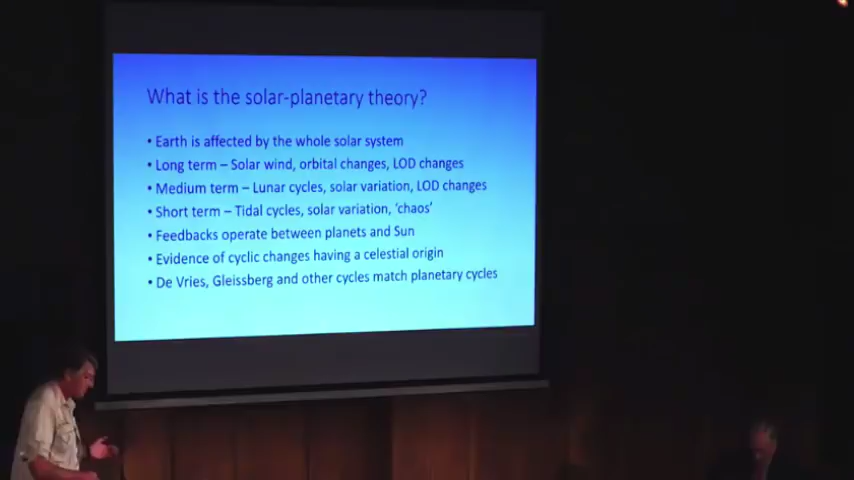 What is the solar-planetary theory?
• Earth is affected by the whole solar system
• Long term – Solar wind, orbital changes, LOD changes
• Medium term – Lunar cycles, solar variation, LOD changes
• Short term – Tidal cycles, solar variation, 'chaos'
• Feedbacks operate between planets and Sun
• Evidence of cyclic changes having a celestial origin
• De Vries, Gleissberg and other cycles match planetary cycles